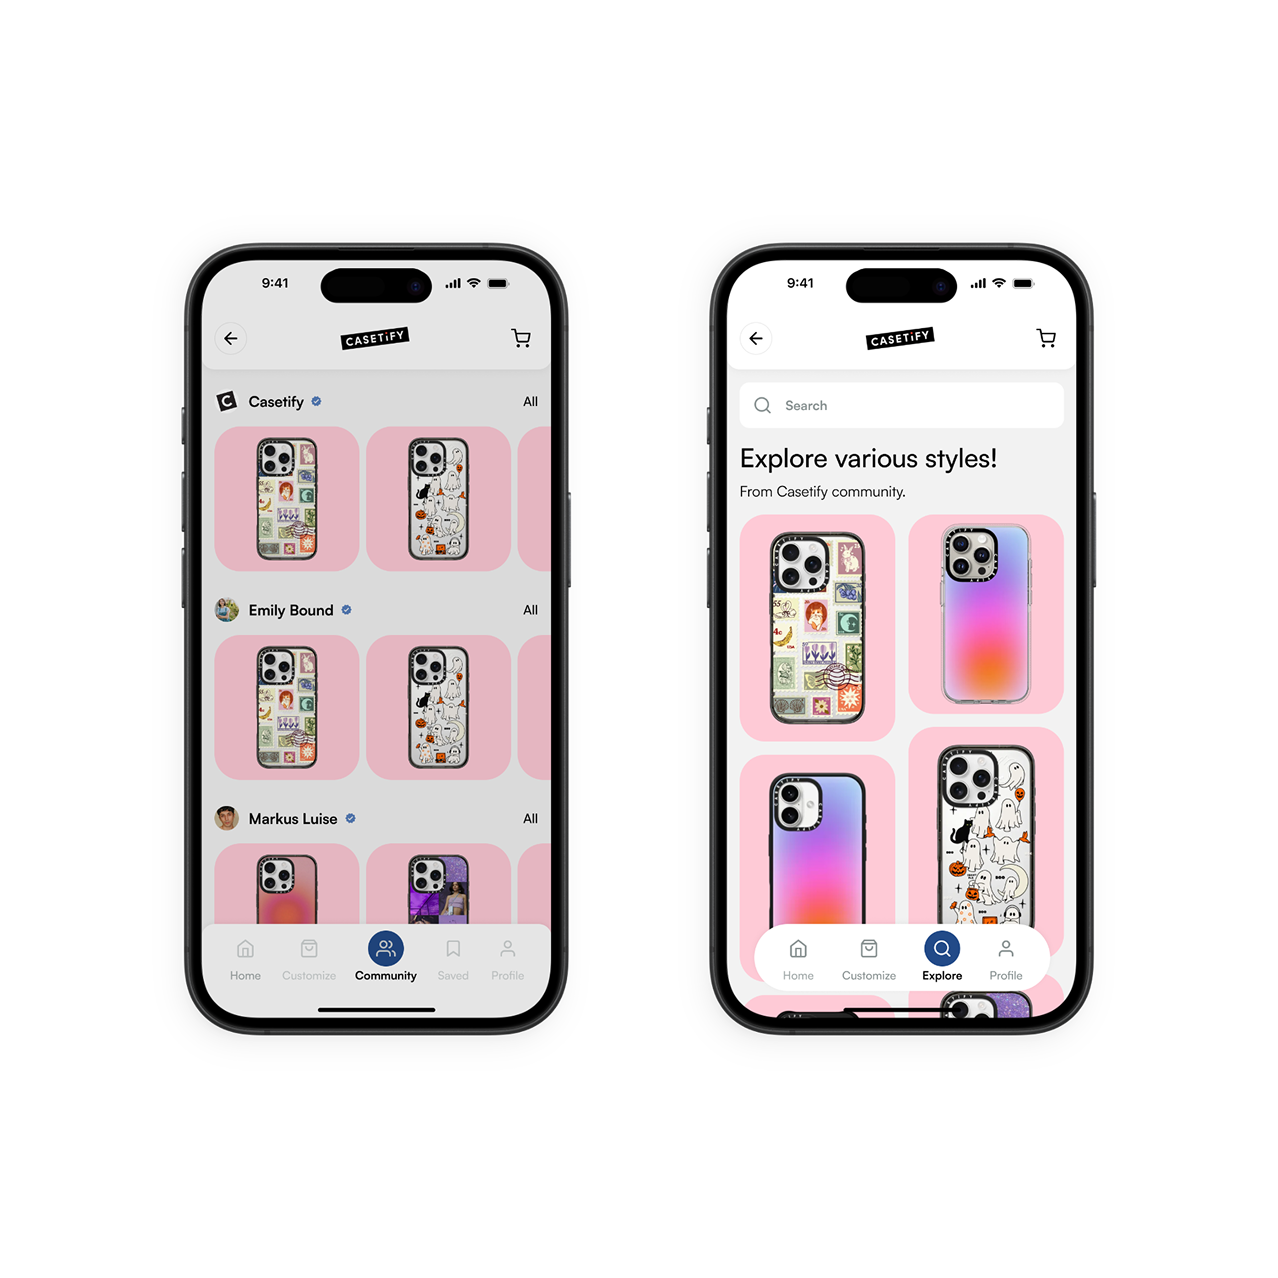 9:41
CASETiFY
Casetify
All
Emily Bound
All
Markus Luise
All
Home
Customize
Community
Saved
Profile
9:41
CASETiFY
Search
Explore various styles!
From Casetify community.
Home
Customize
Explore
Profile